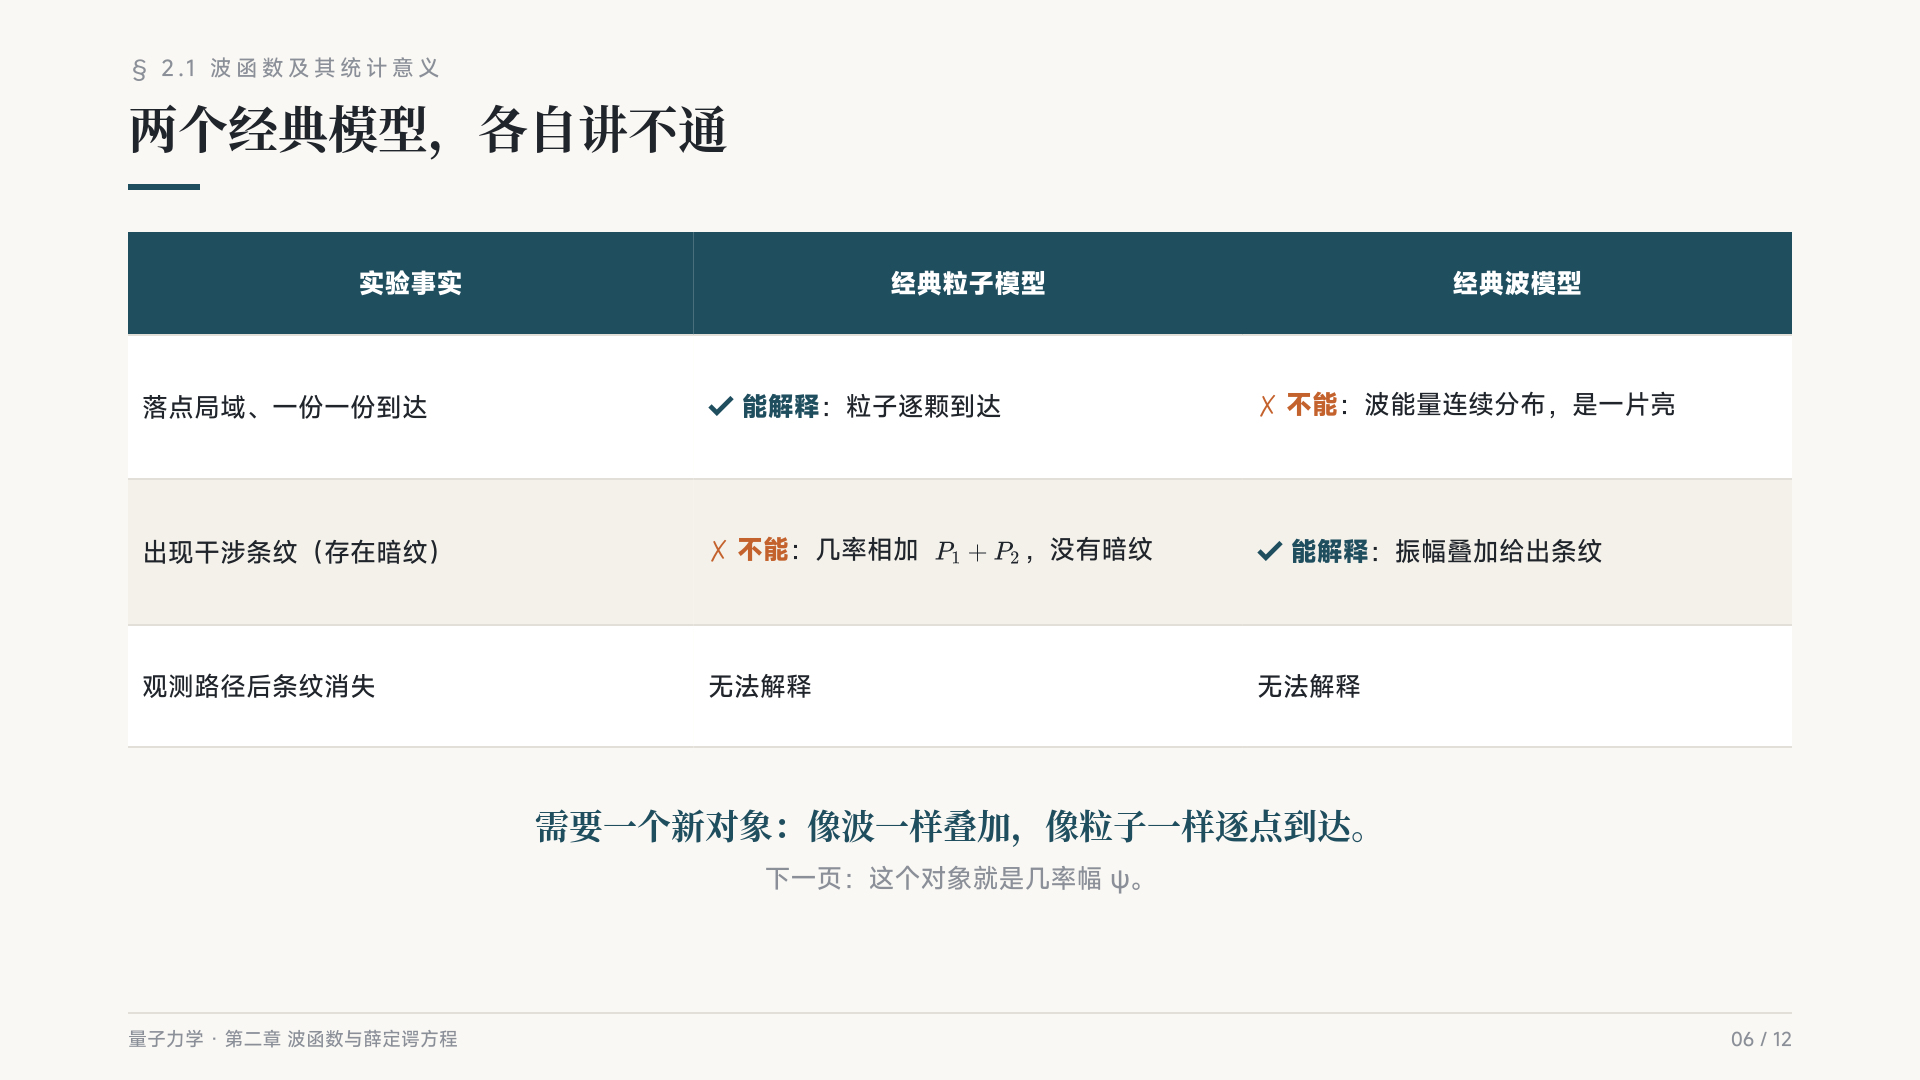 § 2.1 波函数及其统计意义
两个经典模型，各自讲不通
实验事实 经典粒子模型 经典波模型
落点局域、一份一份到达 ✓ 能解释：粒子逐颗到达 ✗ 不能：波能量连续分布，是一片亮
出现干涉条纹（存在暗纹） ✗ 不能：几率相加 P₁ + P₂，没有暗纹 ✓ 能解释：振幅叠加给出条纹
观测路径后条纹消失 无法解释 无法解释
需要一个新对象：像波一样叠加，像粒子一样逐点到达。
下一页：这个对象就是几率幅 ψ。
量子力学 · 第二章 波函数与薛定谔方程 06 / 12